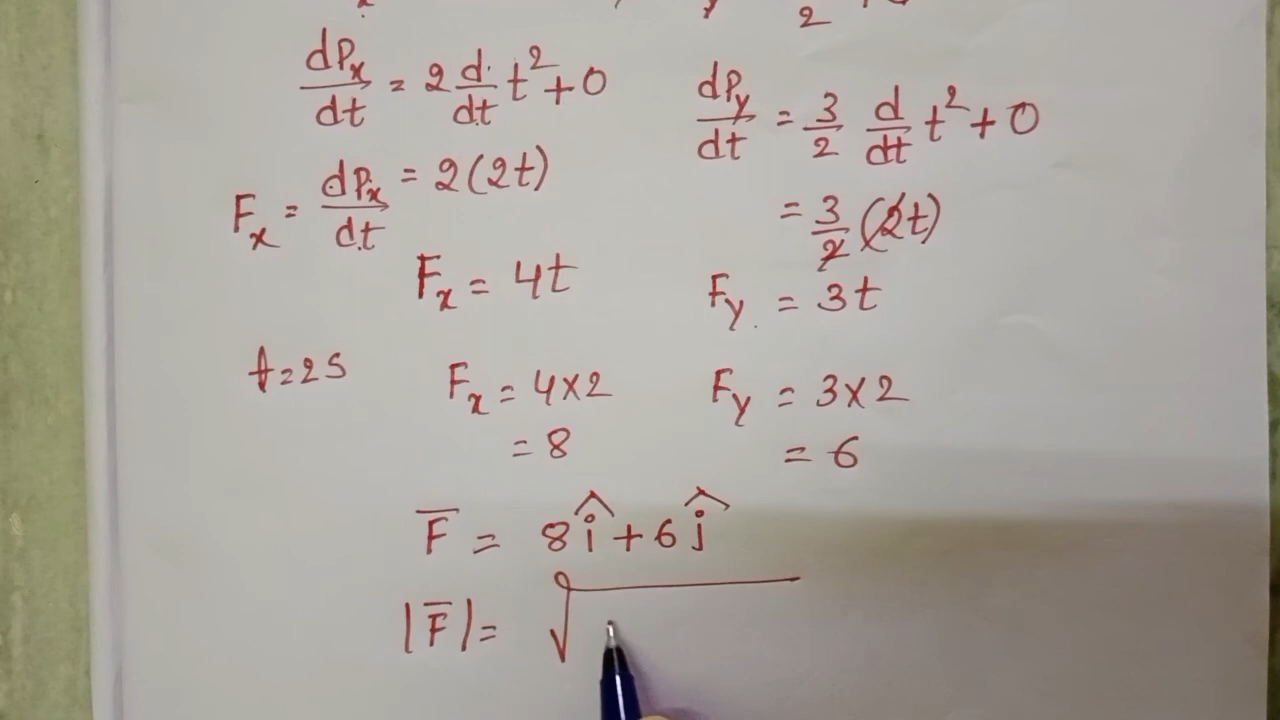 2
dPx/dt = 2 d/dt t² + 0
dPy/dt = 3/2 d/dt t² + 0
Fx = dPx/dt = 2(2t)
= 3/2 (2t)
Fx = 4t
Fy = 3t
t=2s
Fx = 4×2
Fy = 3×2
= 8
= 6
F̅ = 8î + 6ĵ
|F̅| = √